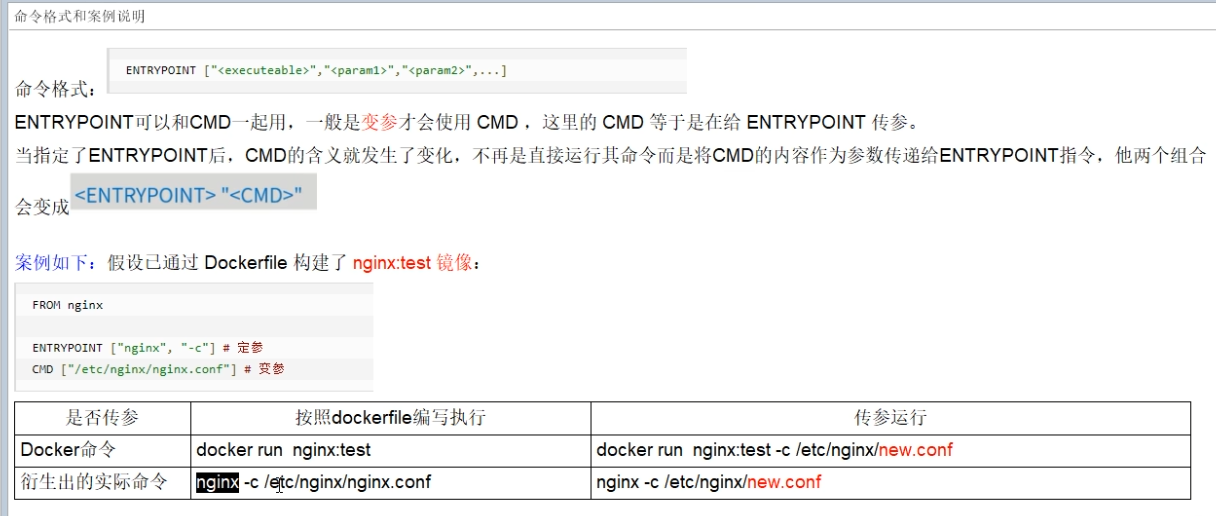 命令格式和案例说明
命令格式： ENTRYPOINT ["<executeable>","<param1>","<param2>",...]
ENTRYPOINT可以和CMD一起用，一般是变参才会使用 CMD ，这里的 CMD 等于是在给 ENTRYPOINT 传参。
当指定了ENTRYPOINT后，CMD的含义就发生了变化，不再是直接运行其命令而是将CMD的内容作为参数传递给ENTRYPOINT指令，他两个组合
会变成 <ENTRYPOINT> "<CMD>"
案例如下：假设已通过 Dockerfile 构建了 nginx:test 镜像：
FROM nginx
ENTRYPOINT ["nginx", "-c"] # 定参
CMD ["/etc/nginx/nginx.conf"] # 变参
是否传参 按照dockerfile编写执行 传参运行
Docker命令 docker run  nginx:test docker run  nginx:test -c /etc/nginx/new.conf
衍生出的实际命令 nginx -c /etc/nginx/nginx.conf nginx -c /etc/nginx/new.conf